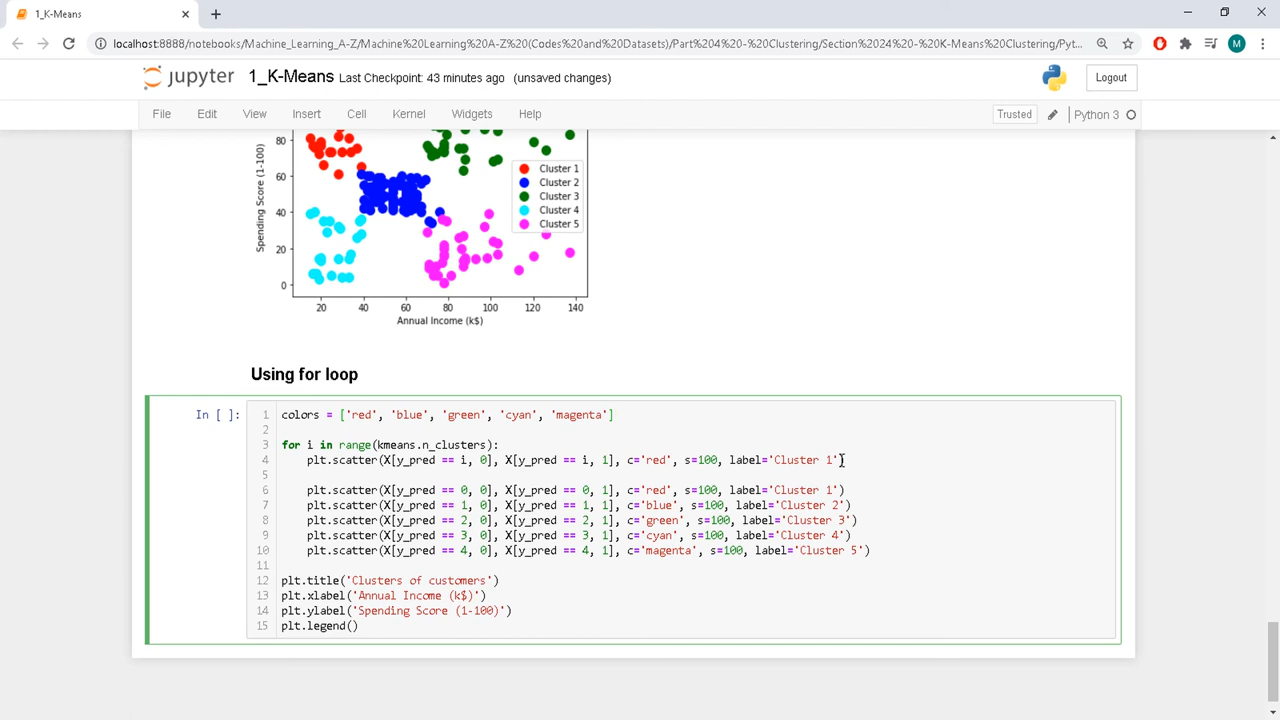 1_K-Means
localhost:8888/notebooks/Machine_Learning_A-Z/Machine%20Learning%20A-Z%20(Codes%20and%20Datasets)/Part%204%20-%20Clustering/Section%2024%20-%20K-Means%20Clustering/Pyt...
M
jupyter 1_K-Means Last Checkpoint: 43 minutes ago (unsaved changes)
Logout
File Edit View Insert Cell Kernel Widgets Help
Trusted Python 3
Spending Score (1-100)
80
60
40
20
0
Cluster 1
Cluster 2
Cluster 3
Cluster 4
Cluster 5
20 40 60 80 100 120 140
Annual Income (k$)
Using for loop
In [ ]:
1 colors = ['red', 'blue', 'green', 'cyan', 'magenta']
2
3 for i in range(kmeans.n_clusters):
4 plt.scatter(X[y_pred == i, 0], X[y_pred == i, 1], c='red', s=100, label='Cluster 1')
5
6 plt.scatter(X[y_pred == 0, 0], X[y_pred == 0, 1], c='red', s=100, label='Cluster 1')
7 plt.scatter(X[y_pred == 1, 0], X[y_pred == 1, 1], c='blue', s=100, label='Cluster 2')
8 plt.scatter(X[y_pred == 2, 0], X[y_pred == 2, 1], c='green', s=100, label='Cluster 3')
9 plt.scatter(X[y_pred == 3, 0], X[y_pred == 3, 1], c='cyan', s=100, label='Cluster 4')
10 plt.scatter(X[y_pred == 4, 0], X[y_pred == 4, 1], c='magenta', s=100, label='Cluster 5')
11
12 plt.title('Clusters of customers')
13 plt.xlabel('Annual Income (k$)')
14 plt.ylabel('Spending Score (1-100)')
15 plt.legend()